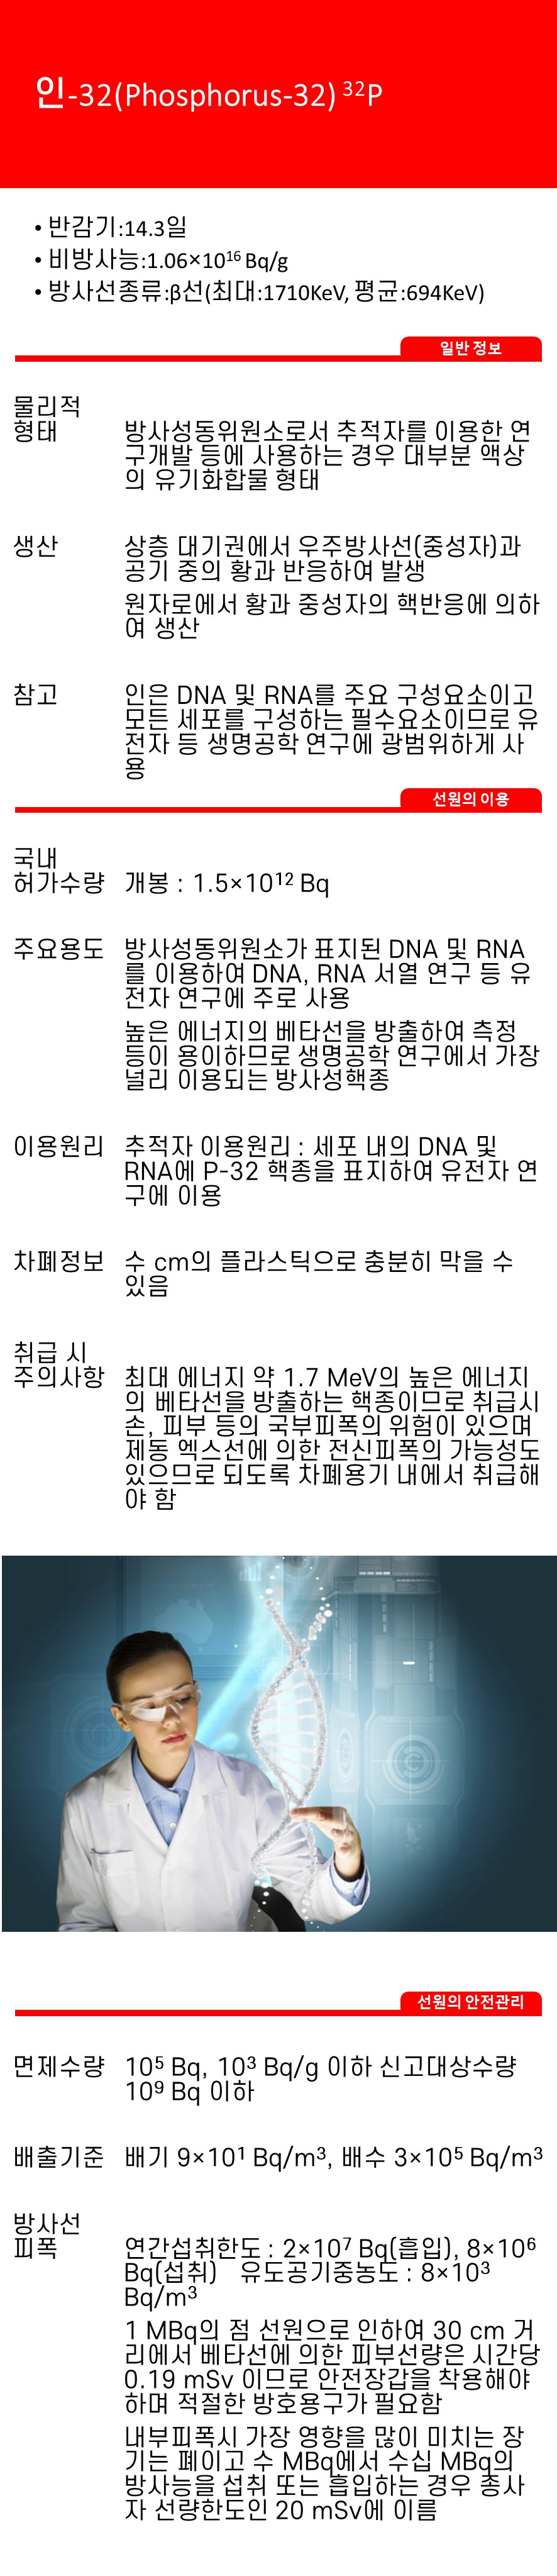 인-32(Phosphorus-32) ³²P
• 반감기:14.3일
• 비방사능:1.06×10¹⁶ Bq/g
• 방사선종류:β선(최대:1710KeV, 평균:694KeV)
일반 정보
물리적
형태
방사성동위원소로서 추적자를 이용한 연
구개발 등에 사용하는 경우 대부분 액상
의 유기화합물 형태
생산
상층 대기권에서 우주방사선(중성자)과
공기 중의 황과 반응하여 발생
원자로에서 황과 중성자의 핵반응에 의하
여 생산
참고
인은 DNA 및 RNA를 주요 구성요소이고
모든 세포를 구성하는 필수요소이므로 유
전자 등 생명공학 연구에 광범위하게 사
용
선원의 이용
국내
허가수량
개봉 : 1.5×10¹² Bq
주요용도
방사성동위원소가 표지된 DNA 및 RNA
를 이용하여 DNA, RNA 서열 연구 등 유
전자 연구에 주로 사용
높은 에너지의 베타선을 방출하여 측정
등이 용이하므로 생명공학 연구에서 가장
널리 이용되는 방사성핵종
이용원리
추적자 이용원리 : 세포 내의 DNA 및
RNA에 P-32 핵종을 표지하여 유전자 연
구에 이용
차폐정보
수 cm의 플라스틱으로 충분히 막을 수
있음
취급 시
주의사항
최대 에너지 약 1.7 MeV의 높은 에너지
의 베타선을 방출하는 핵종이므로 취급시
손, 피부 등의 국부피폭의 위험이 있으며
제동 엑스선에 의한 전신피폭의 가능성도
있으므로 되도록 차폐용기 내에서 취급해
야 함
선원의 안전관리
면제수량
10⁵ Bq, 10³ Bq/g 이하 신고대상수량
10⁹ Bq 이하
배출기준
배기 9×10¹ Bq/m³, 배수 3×10⁵ Bq/m³
방사선
피폭
연간섭취한도 : 2×10⁷ Bq(흡입), 8×10⁶
Bq(섭취) 유도공기중농도 : 8×10³
Bq/m³
1 MBq의 점 선원으로 인하여 30 cm 거
리에서 베타선에 의한 피부선량은 시간당
0.19 mSv 이므로 안전장갑을 착용해야
하며 적절한 방호용구가 필요함
내부피폭시 가장 영향을 많이 미치는 장
기는 폐이고 수 MBq에서 수십 MBq의
방사능을 섭취 또는 흡입하는 경우 종사
자 선량한도인 20 mSv에 이름